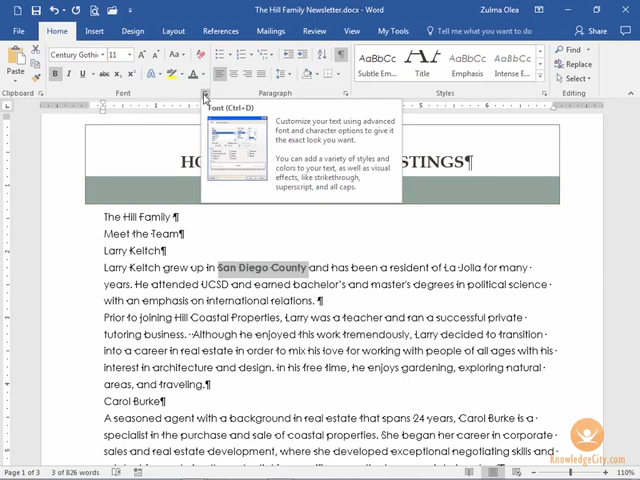 The Hill Family Newsletter.docx - Word
Zulma Olea
File Home Insert Design Layout References Mailings Review View My Tools Share
Century Gothic 11 Aa
AaBbCc AaBbCc AaBbCc
Find
Replace
Select
Paste
Subtle Em... Emphasis
Clipboard Font Paragraph Styles Editing
Font (Ctrl+D)
Customize your text using advanced
font and character options to give it
the exact look you want.
You can add a variety of styles and
colors to your text, as well as visual
effects, like strikethrough,
superscript, and all caps.
HO STINGS¶
The Hill Family ¶
Meet the Team¶
Larry Keltch¶
Larry Keltch grew up in San Diego County and has been a resident of La Jolla for many
years. He attended UCSD and earned bachelor's and master's degrees in political science
with an emphasis on international relations. ¶
Prior to joining Hill Coastal Properties, Larry was a teacher and ran a successful private
tutoring business. Although he enjoyed this work tremendously, Larry decided to transition
into a career in real estate in order to mix his love for working with people of all ages with his
interest in architecture and design. In his free time, he enjoys gardening, exploring natural
areas, and traveling.¶
Carol Burke¶
A seasoned agent with a background in real estate that spans 24 years, Carol Burke is a
specialist in the purchase and sale of coastal properties. She began her career in corporate
sales and real estate development, where she developed exceptional negotiating skills and
KnowledgeCity.com
Page 1 of 3 3 of 826 words 110%